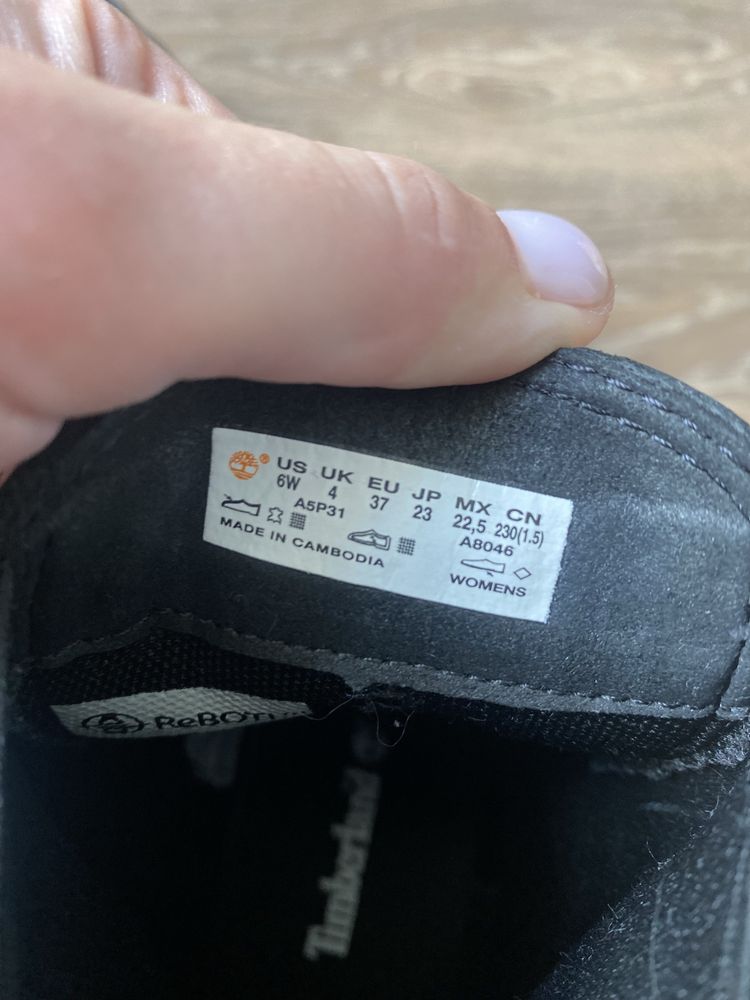 ® US UK EU JP MX CN
6W 4 37 23 22,5 230(1.5)
A5P31 A8046
MADE IN CAMBODIA
WOMENS
Timberland